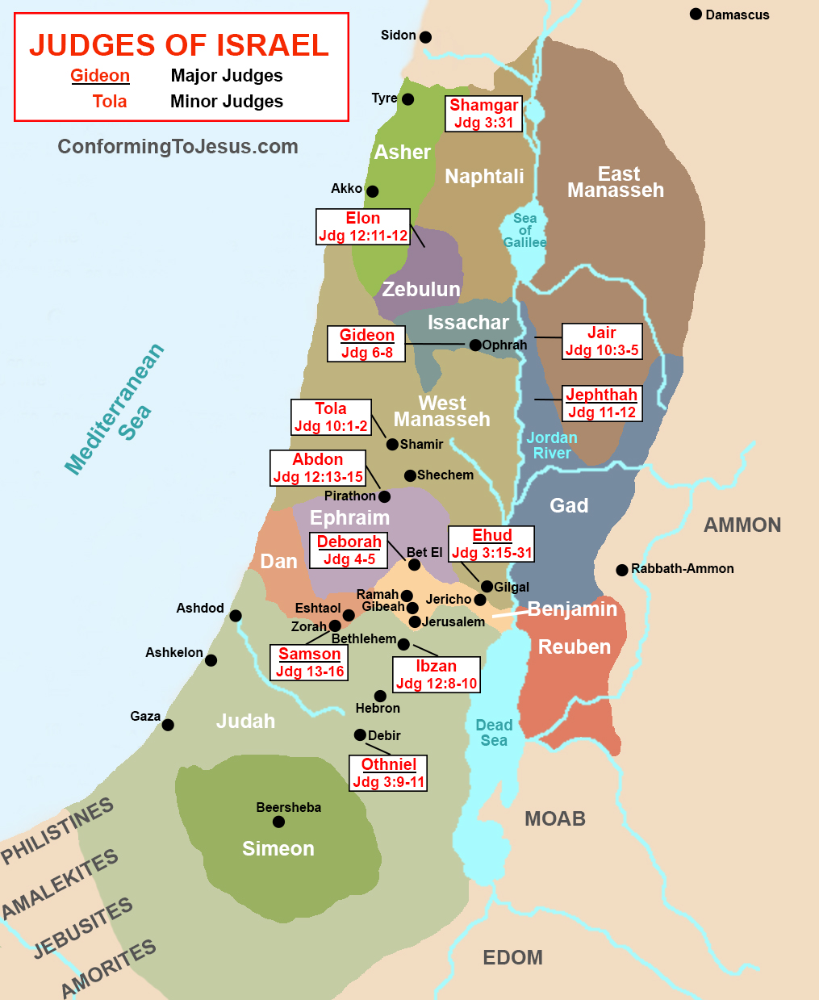 JUDGES OF ISRAEL
Gideon Major Judges
Tola Minor Judges
ConformingToJesus.com
Damascus
Sidon
Tyre
Shamgar
Jdg 3:31
Asher
Naphtali
East
Manasseh
Akko
Elon
Jdg 12:11-12
Sea
of
Galilee
Zebulun
Issachar
Gideon
Jdg 6-8
Ophrah
Jair
Jdg 10:3-5
Mediterranean
Sea
West
Manasseh
Jephthah
Jdg 11-12
Tola
Jdg 10:1-2
Shamir
Jordan
River
Abdon
Jdg 12:13-15
Shechem
Pirathon
Ephraim
Gad
AMMON
Deborah
Jdg 4-5
Bet El
Ehud
Jdg 3:15-31
Dan
Rabbath-Ammon
Gilgal
Ramah
Jericho
Gibeah
Benjamin
Ashdod
Eshtaol
Zorah
Jerusalem
Bethlehem
Reuben
Ashkelon
Samson
Jdg 13-16
Ibzan
Jdg 12:8-10
Hebron
Gaza
Judah
Debir
Dead
Sea
Othniel
Jdg 3:9-11
Beersheba
Simeon
MOAB
PHILISTINES
AMALEKITES
JEBUSITES
AMORITES
EDOM